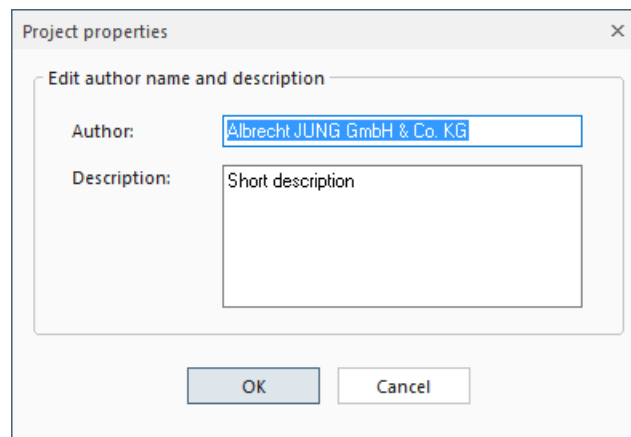 Project properties
Edit author name and description
Author: Albrecht JUNG GmbH & Co. KG
Description: Short description
OK Cancel